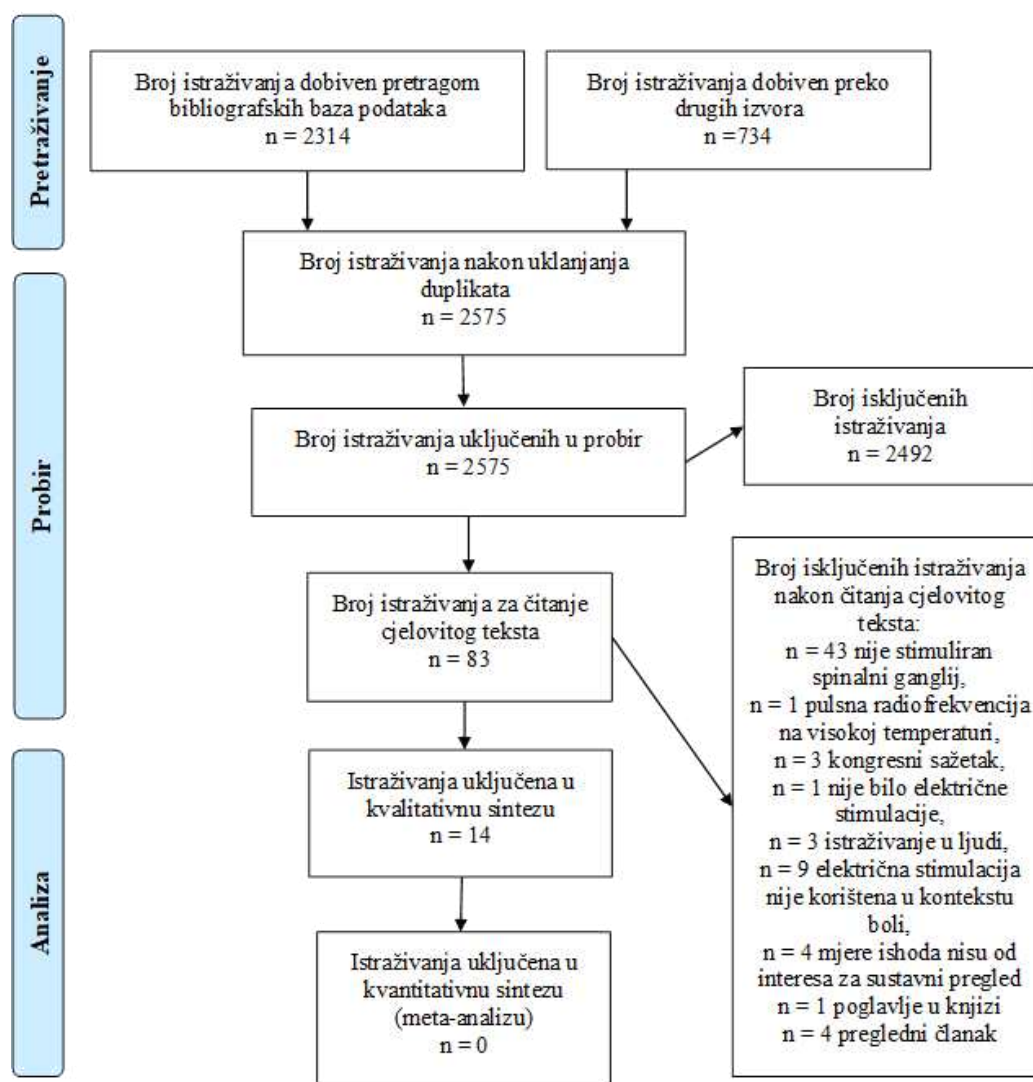 Pretraživanje
Broj istraživanja dobiven pretragom
bibliografskih baza podataka
n = 2314
Broj istraživanja dobiven preko
drugih izvora
n =734
Broj istraživanja nakon uklanjanja
duplikata
n = 2575
Probir
Broj istraživanja uključenih u probir
n = 2575
Broj isključenih
istraživanja
n = 2492
Broj istraživanja za čitanje
cjelovitog teksta
n = 83
Broj isključenih istraživanja
nakon čitanja cjelovitog
teksta:
n = 43 nije stimuliran
spinalni ganglij,
n = 1 pulsna radiofrekvencija
na visokoj temperaturi,
n = 3 kongresni sažetak,
n = 1 nije bilo električne
stimulacije,
n = 3 istraživanje u ljudi,
n = 9 električna stimulacija
nije korištena u kontekstu
boli,
n = 4 mjere ishoda nisu od
interesa za sustavni pregled
n = 1 poglavlje u knjizi
n = 4 pregledni članak
Analiza
Istraživanja uključena u
kvalitativnu sintezu
n = 14
Istraživanja uključena u
kvantitativnu sintezu
(meta-analizu)
n = 0